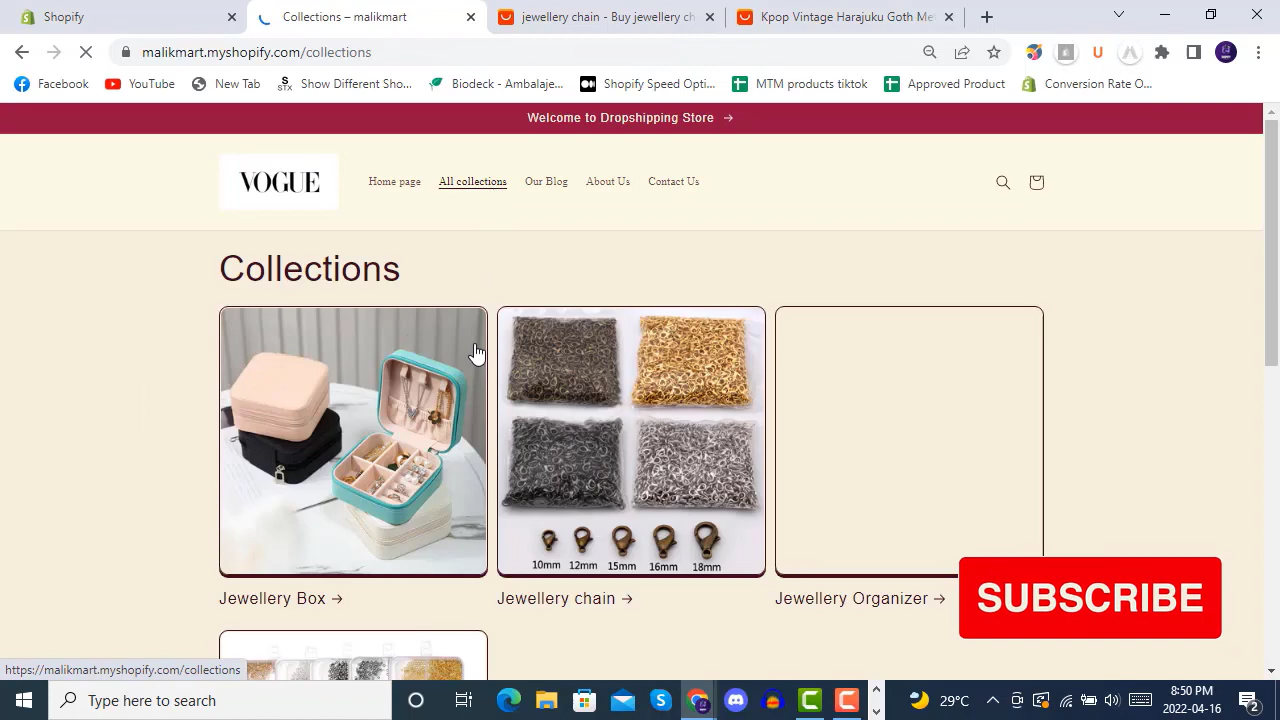 shopify
Collections – malikmart
jewellery chain - Buy jewellery ch
Kpop Vintage Harajuku Goth Me
malikmart.myshopify.com/collections
Facebook
YouTube
New Tab
STX
Show Different Sho...
Biodeck - Ambalaje...
Shopify Speed Opti...
MTM products tiktok
Approved Product
Conversion Rate O...
Welcome to Dropshipping Store →
VOGUE
Home page
All collections
Our Blog
About Us
Contact Us
Collections
10mm 12mm 15mm 16mm 18mm
Jewellery Box →
Jewellery chain →
Jewellery Organizer →
SUBSCRIBE
https://malikmart.myshopify.com/collections
Type here to search
29°C
8:50 PM
2022-04-16
2